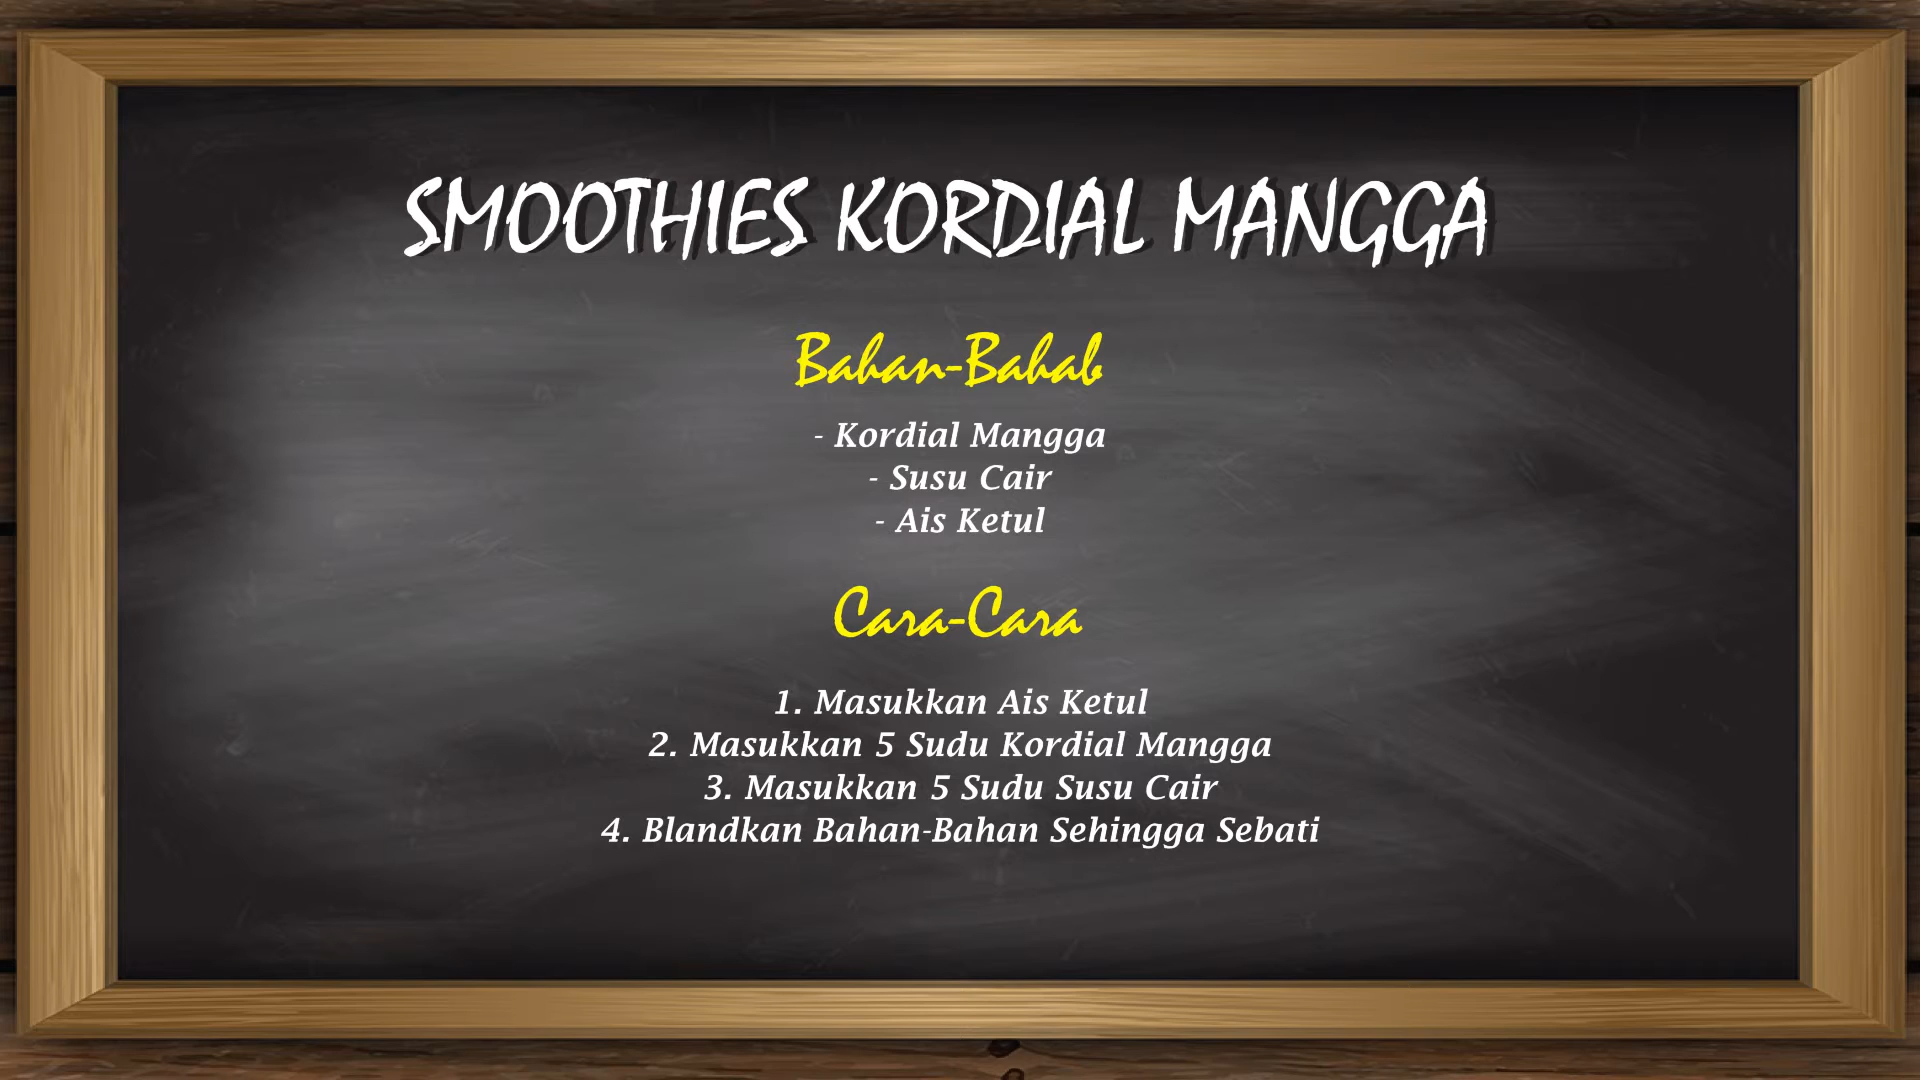 SMOOTHIES KORDIAL MANGGA
Bahan-Bahab
- Kordial Mangga
- Susu Cair
- Ais Ketul
Cara-Cara
1. Masukkan Ais Ketul
2. Masukkan 5 Sudu Kordial Mangga
3. Masukkan 5 Sudu Susu Cair
4. Blandkan Bahan-Bahan Sehingga Sebati